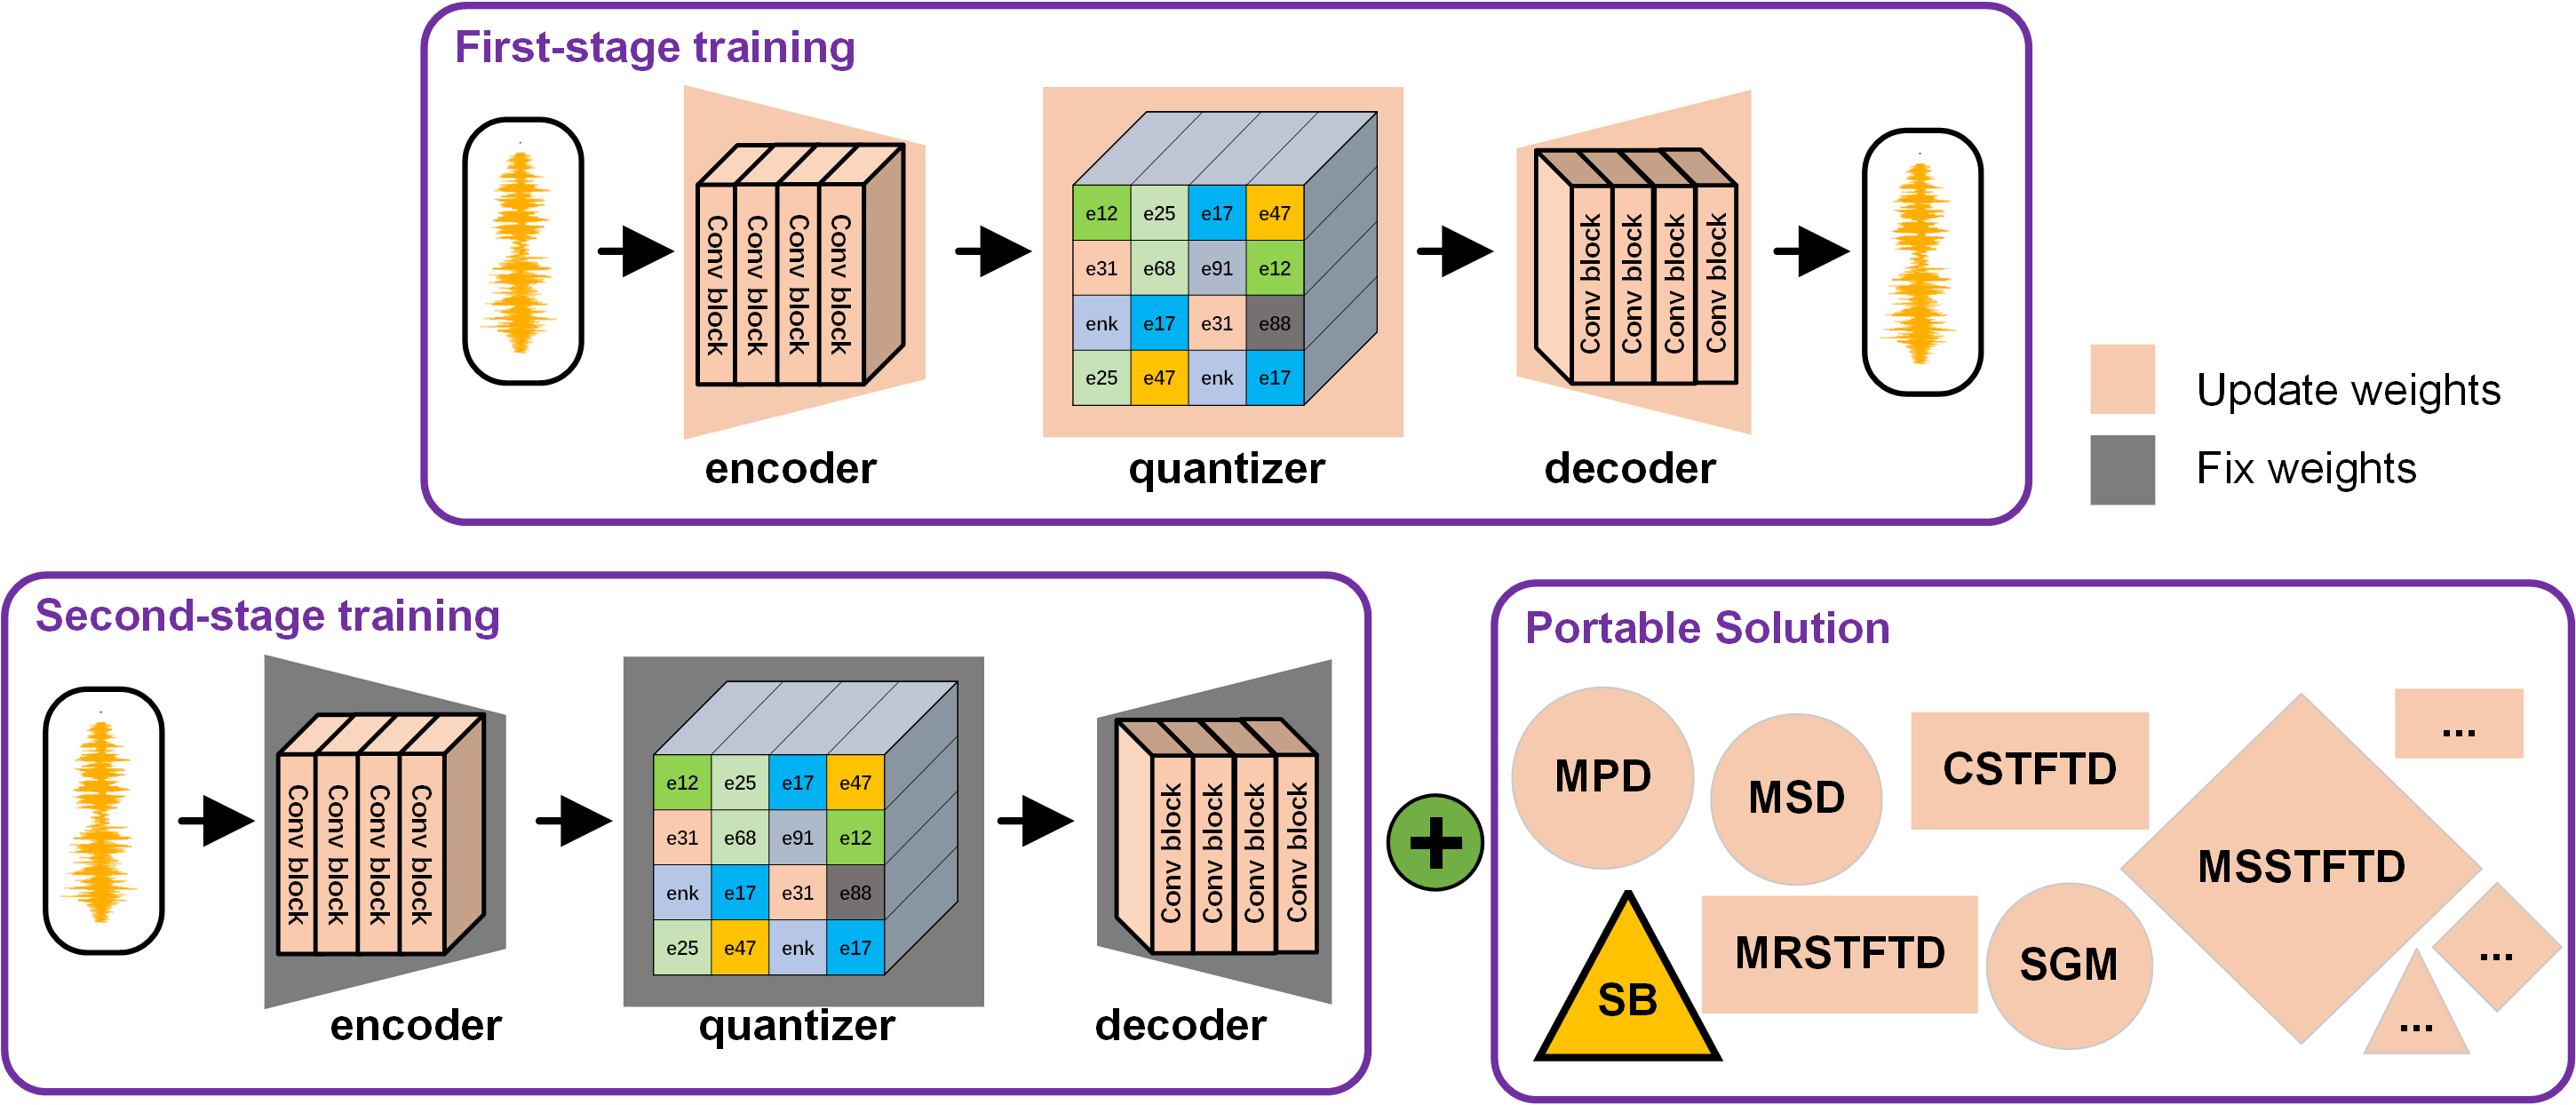 First-stage training
Conv block
Conv block
Conv block
Conv block
e12 e25 e17 e47
e31 e68 e91 e12
enk e17 e31 e88
e25 e47 enk e17
Conv block
Conv block
Conv block
Conv block
encoder
quantizer
decoder
Update weights
Fix weights
Second-stage training
Conv block
Conv block
Conv block
Conv block
e12 e25 e17 e47
e31 e68 e91 e12
enk e17 e31 e88
e25 e47 enk e17
Conv block
Conv block
Conv block
Conv block
encoder
quantizer
decoder
+
Portable Solution
MPD
MSD
CSTFTD
...
MSSTFTD
SB
MRSTFTD
SGM
...
...